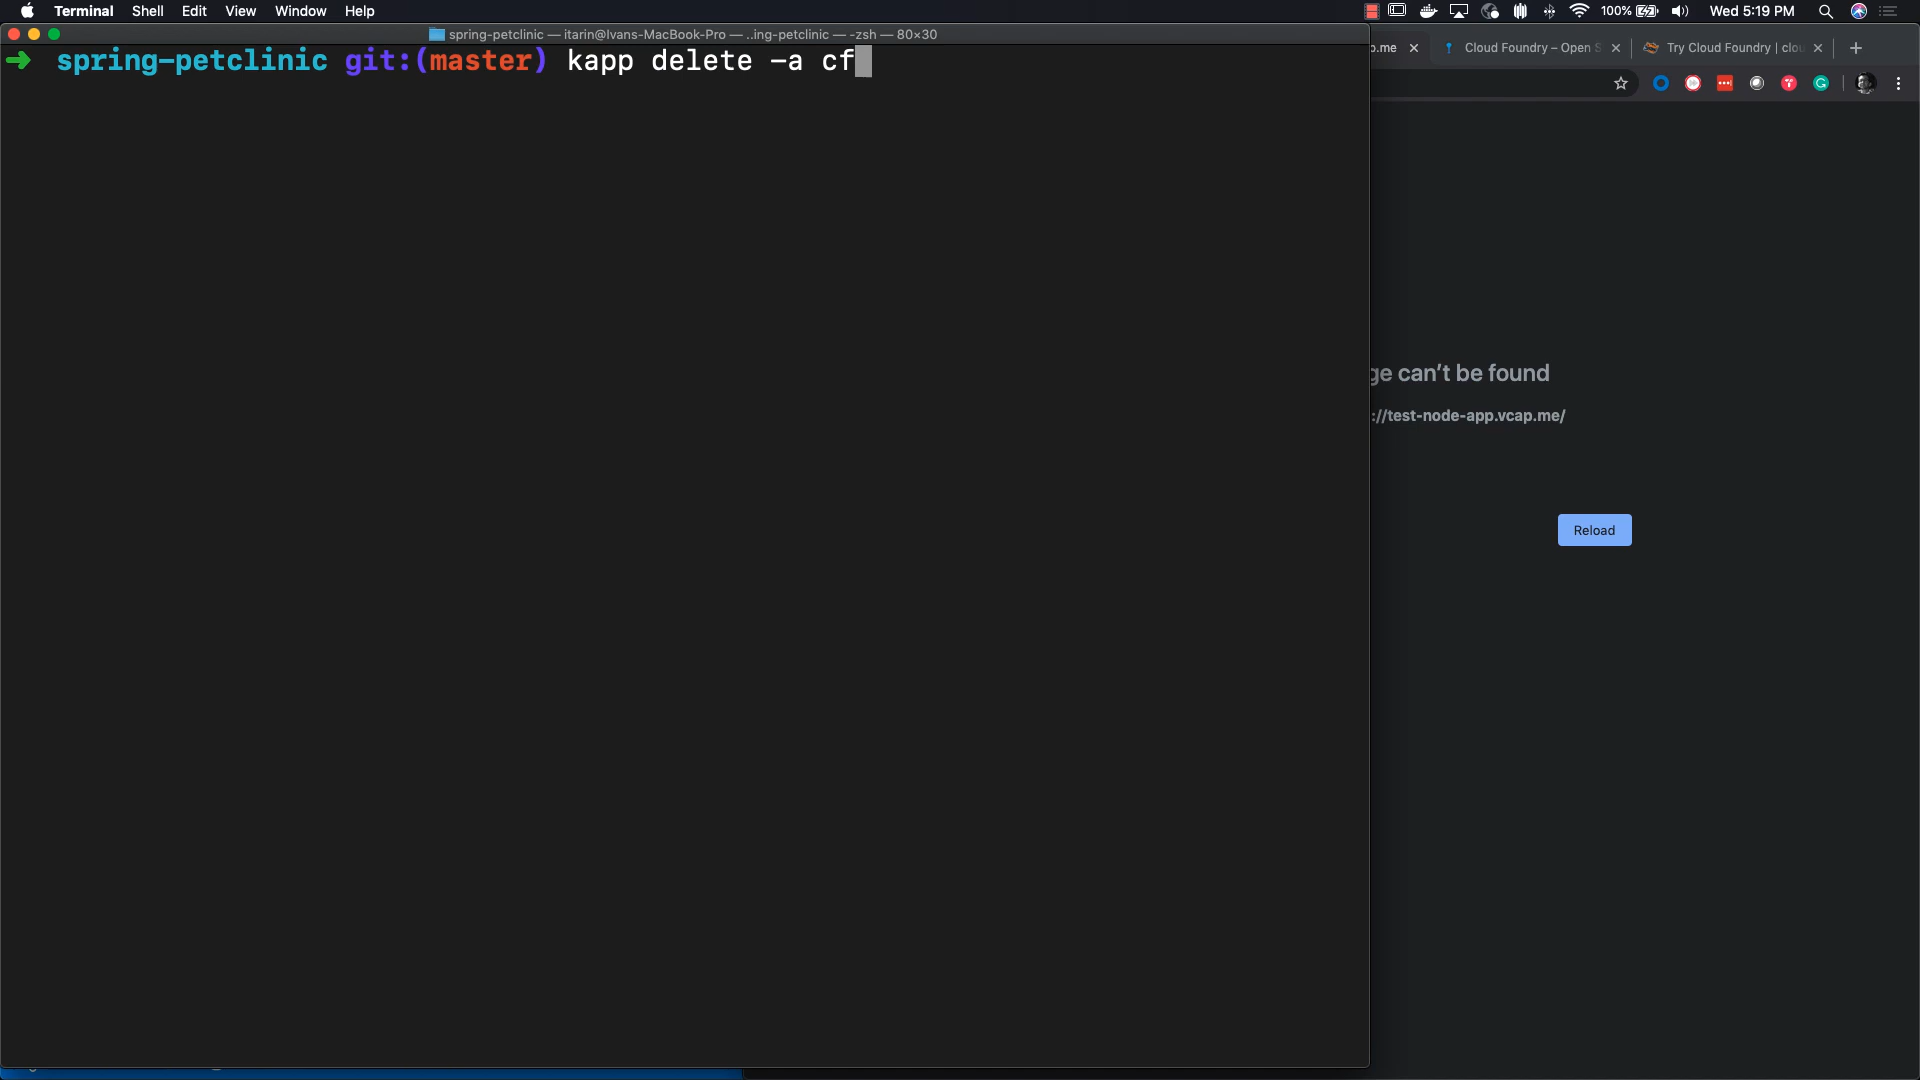 Terminal Shell Edit View Window Help 100% Wed 5:19 PM
spring-petclinic — itarin@Ivans-MacBook-Pro — ..ing-petclinic — -zsh — 80×30
➜ spring-petclinic git:(master) kapp delete -a cf
o.me × Cloud Foundry – Open S × Try Cloud Foundry | clou × +
ge can't be found
://test-node-app.vcap.me/
Reload